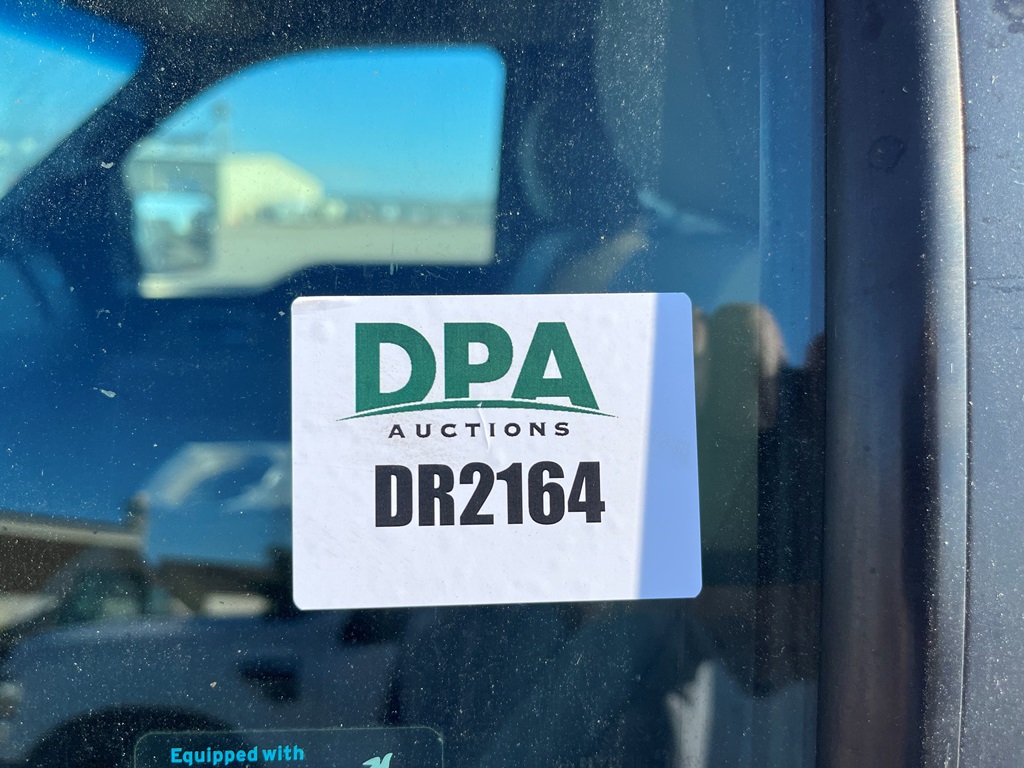 DPA
AUCTIONS
DR2164
Equipped with